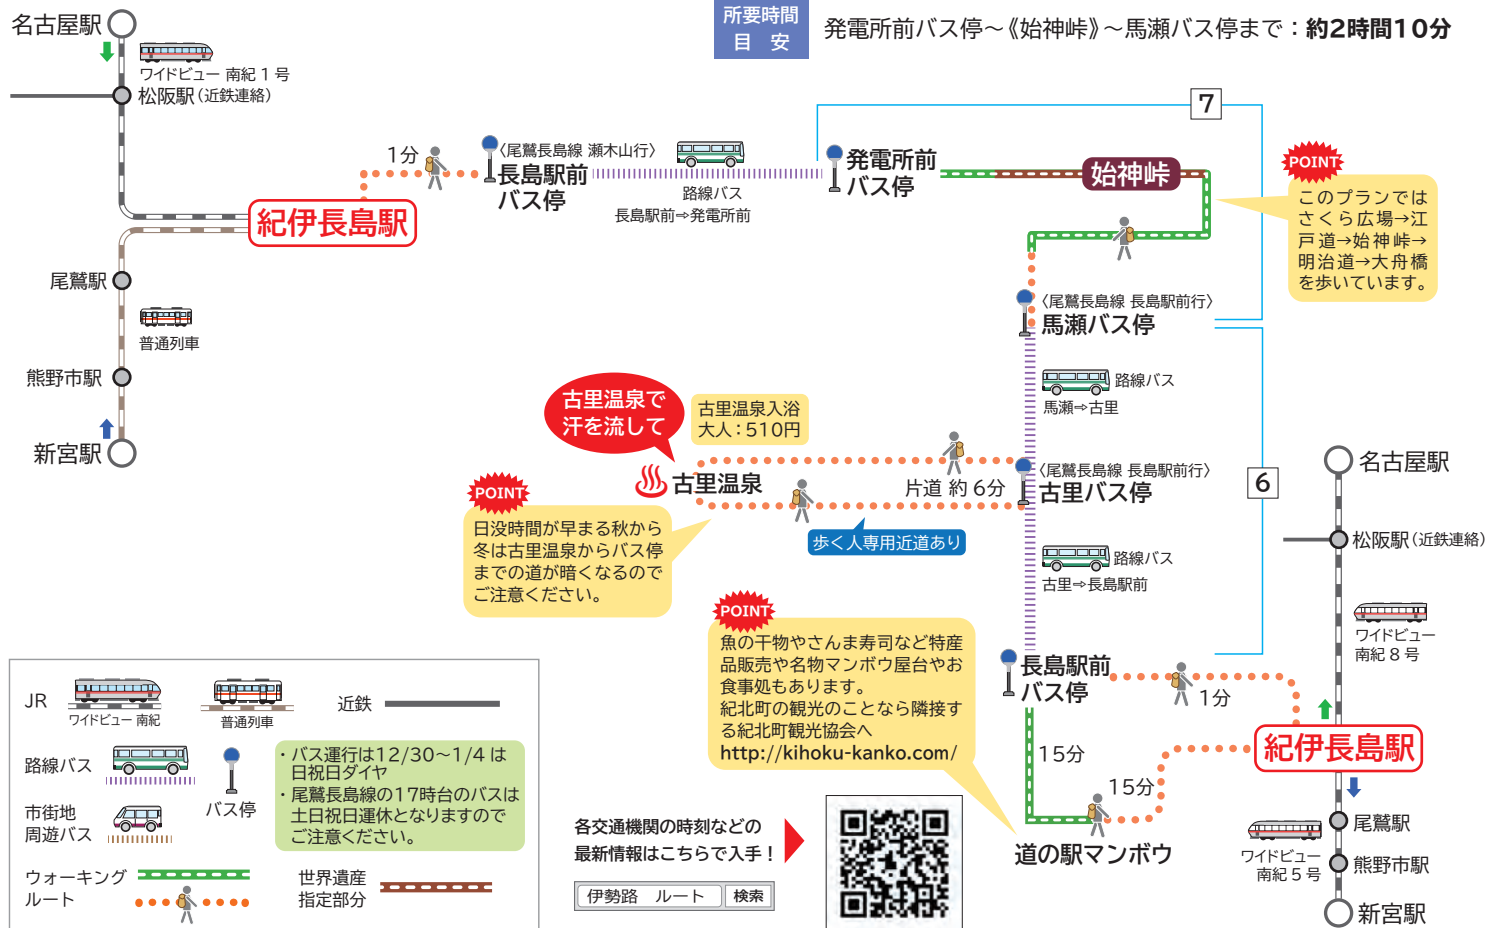 所要時間
目 安
発電所前バス停～《始神峠》～馬瀬バス停まで：約2時間10分
名古屋駅
ワイドビュー 南紀 1 号
松阪駅（近鉄連絡）
紀伊長島駅
尾鷲駅
普通列車
熊野市駅
新宮駅
1分
〈尾鷲長島線 瀬木山行〉
長島駅前
バス停
路線バス
長島駅前⇒発電所前
発電所前
バス停
始神峠
7
POINT
このプランでは
さくら広場→江
戸道→始神峠→
明治道→大舟橋
を歩いています。
〈尾鷲長島線 長島駅前行〉
馬瀬バス停
路線バス
馬瀬⇒古里
古里温泉で
汗を流して
古里温泉入浴
大人：510円
古里温泉
片道 約 6分
〈尾鷲長島線 長島駅前行〉
古里バス停
歩く人専用近道あり
POINT
日没時間が早まる秋から
冬は古里温泉からバス停
までの道が暗くなるので
ご注意ください。
路線バス
古里⇒長島駅前
6
POINT
魚の干物やさんま寿司など特産
品販売や名物マンボウ屋台やお
食事処もあります。
紀北町の観光のことなら隣接す
る紀北町観光協会へ
http://kihoku-kanko.com/
長島駅前
バス停
1分
15分
15分
道の駅マンボウ
名古屋駅
松阪駅（近鉄連絡）
ワイドビュー
南紀 8 号
紀伊長島駅
尾鷲駅
ワイドビュー
南紀 5 号
熊野市駅
新宮駅
JR
ワイドビュー 南紀
普通列車
近鉄
路線バス
バス停
市街地
周遊バス
・バス運行は12/30～1/4 は
日祝日ダイヤ
・尾鷲長島線の17時台のバスは
土日祝日運休となりますので
ご注意ください。
ウォーキング
ルート
世界遺産
指定部分
各交通機関の時刻などの
最新情報はこちらで入手！
伊勢路 ルート 検索